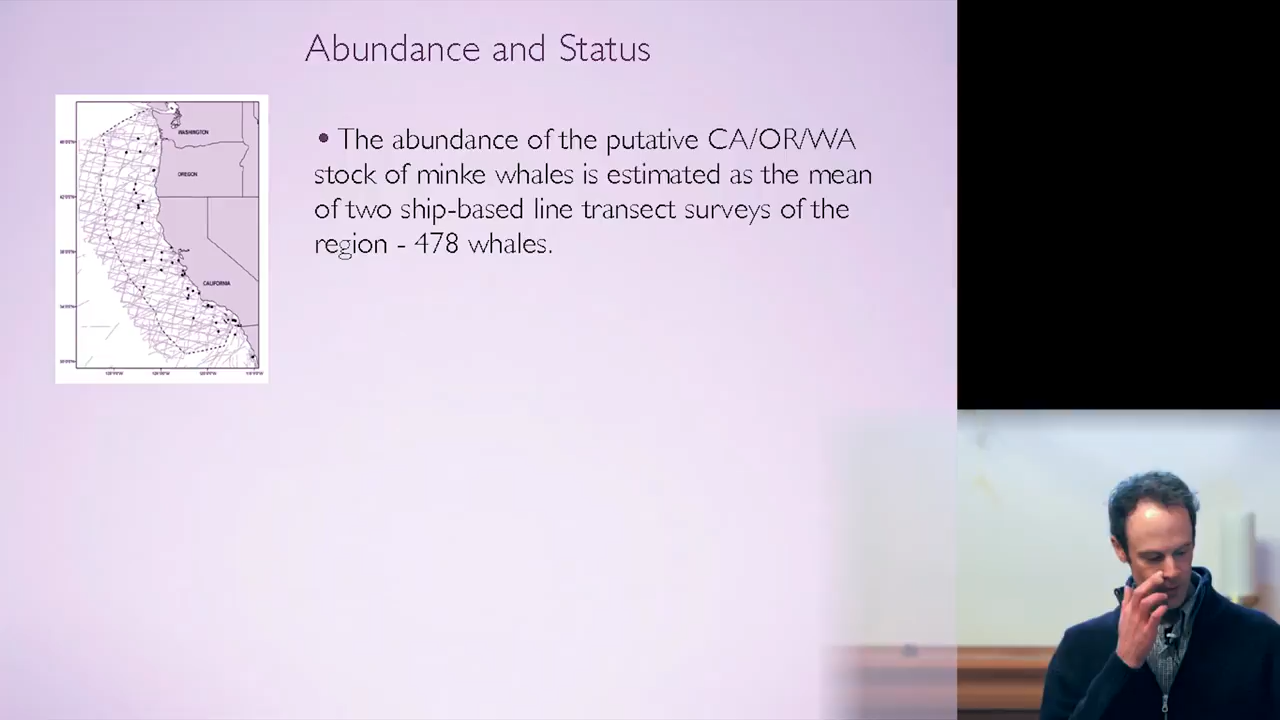 Abundance and Status
• The abundance of the putative CA/OR/WA
stock of minke whales is estimated as the mean
of two ship-based line transect surveys of the
region - 478 whales.
WASHINGTON
OREGON
CALIFORNIA